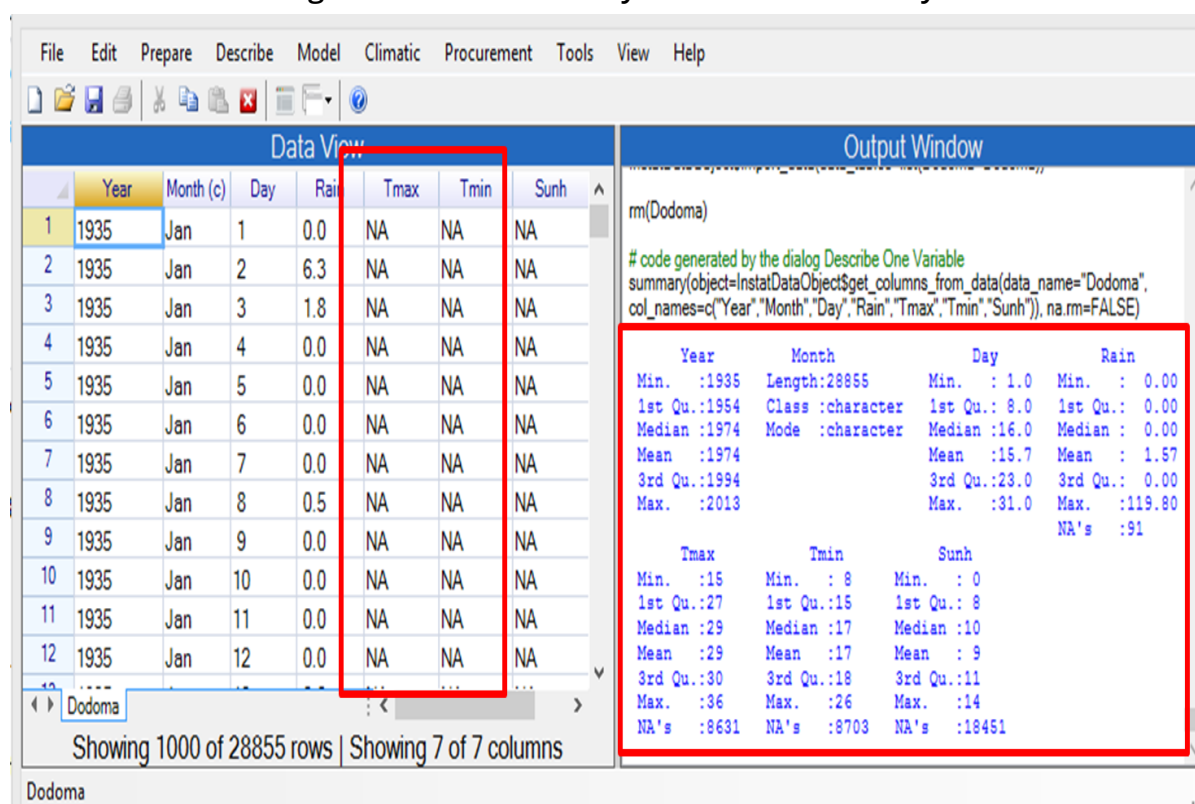 File Edit Prepare Describe Model Climatic Procurement Tools View Help
Data View
Year Month (c) Day Rain Tmax Tmin Sunh
1 1935 Jan 1 0.0 NA NA NA
2 1935 Jan 2 6.3 NA NA NA
3 1935 Jan 3 1.8 NA NA NA
4 1935 Jan 4 0.0 NA NA NA
5 1935 Jan 5 0.0 NA NA NA
6 1935 Jan 6 0.0 NA NA NA
7 1935 Jan 7 0.0 NA NA NA
8 1935 Jan 8 0.5 NA NA NA
9 1935 Jan 9 0.0 NA NA NA
10 1935 Jan 10 0.0 NA NA NA
11 1935 Jan 11 0.0 NA NA NA
12 1935 Jan 12 0.0 NA NA NA
Dodoma
Showing 1000 of 28855 rows | Showing 7 of 7 columns
Dodoma
Output Window
rm(Dodoma)
# code generated by the dialog Describe One Variable
summary(object=InstatDataObject$get_columns_from_data(data_name="Dodoma",
col_names=c("Year","Month","Day","Rain","Tmax","Tmin","Sunh")), na.rm=FALSE)
Year Month Day Rain
Min. :1935 Length:28855 Min. : 1.0 Min. : 0.00
1st Qu.:1954 Class :character 1st Qu.: 8.0 1st Qu.: 0.00
Median :1974 Mode :character Median :16.0 Median : 0.00
Mean :1974 Mean :15.7 Mean : 1.57
3rd Qu.:1994 3rd Qu.:23.0 3rd Qu.: 0.00
Max. :2013 Max. :31.0 Max. :119.80
NA's :91
Tmax Tmin Sunh
Min. :15 Min. : 8 Min. : 0
1st Qu.:27 1st Qu.:15 1st Qu.: 8
Median :29 Median :17 Median :10
Mean :29 Mean :17 Mean : 9
3rd Qu.:30 3rd Qu.:18 3rd Qu.:11
Max. :36 Max. :26 Max. :14
NA's :8631 NA's :8703 NA's :18451